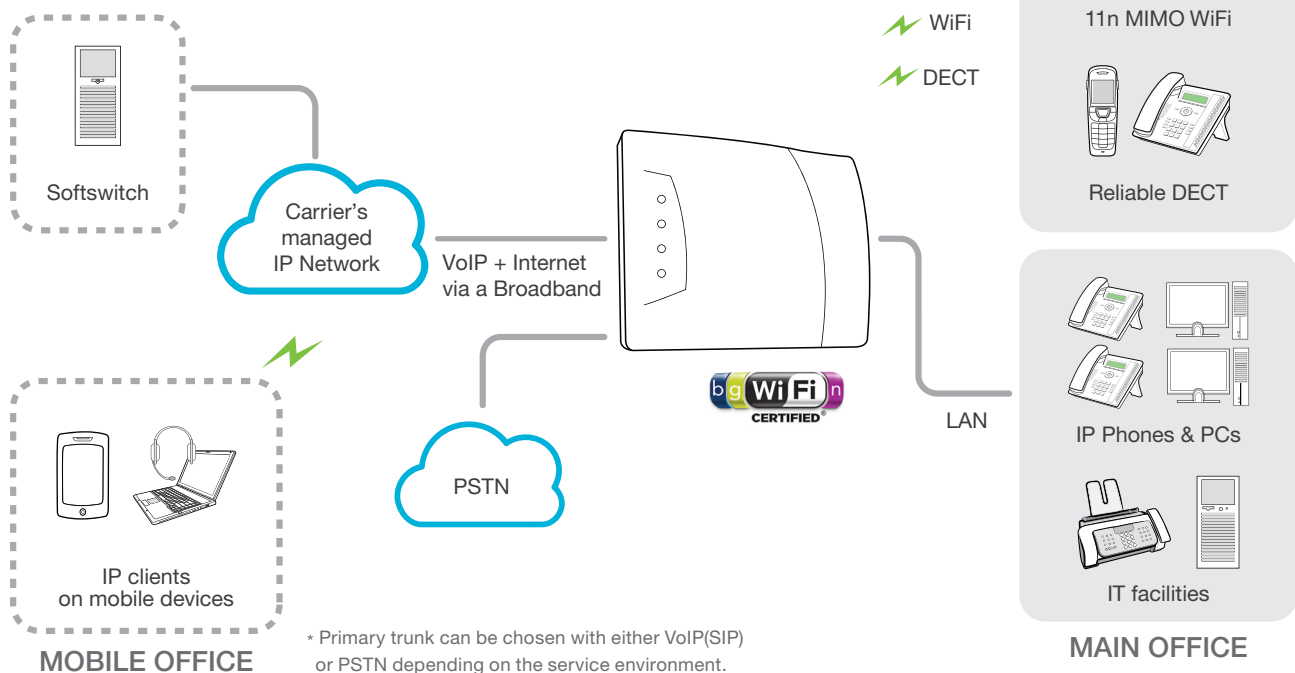 WiFi
DECT
11n MIMO WiFi
Reliable DECT
Softswitch
Carrier's
managed
IP Network
VoIP + Internet
via a Broadband
b g Wi Fi n
CERTIFIED®
PSTN
LAN
IP Phones & PCs
IT facilities
MAIN OFFICE
IP clients
on mobile devices
MOBILE OFFICE
* Primary trunk can be chosen with either VoIP(SIP)
or PSTN depending on the service environment.